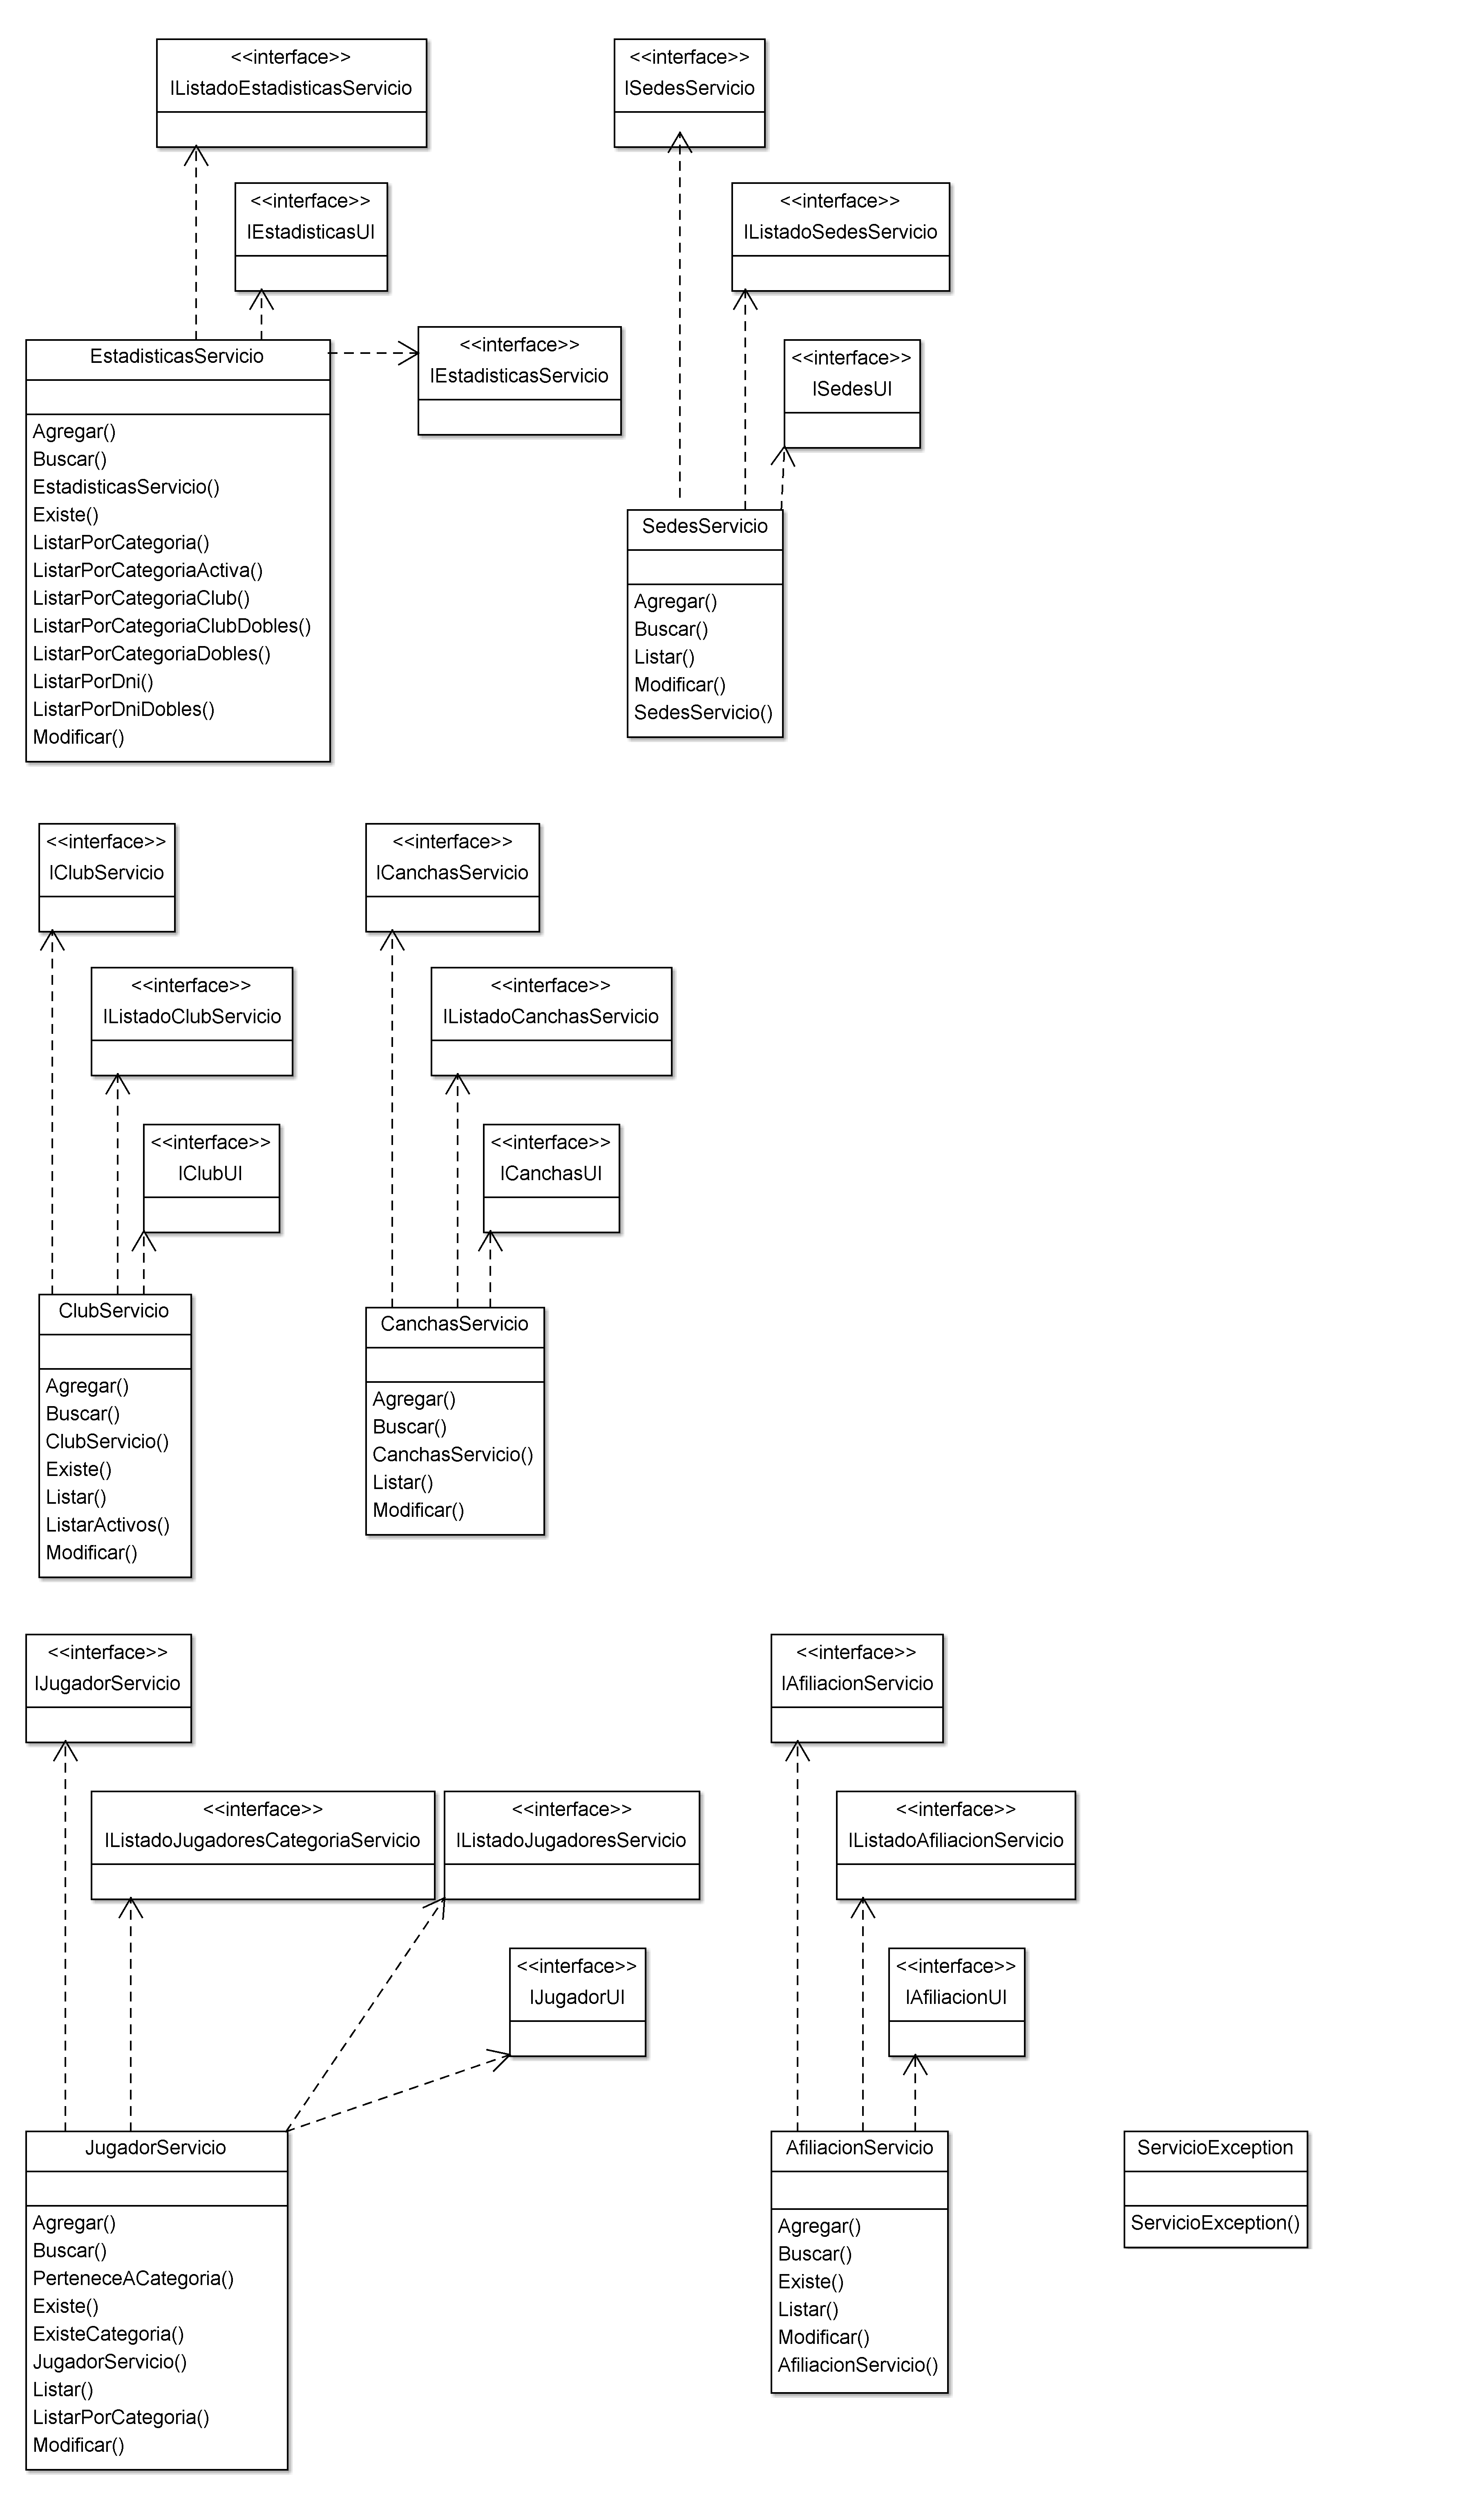 <<interface>>
IListadoEstadisticasServicio
<<interface>>
ISedesServicio
<<interface>>
IEstadisticasUI
<<interface>>
IListadoSedesServicio
<<interface>>
IEstadisticasServicio
<<interface>>
ISedesUI
EstadisticasServicio
Agregar()
Buscar()
EstadisticasServicio()
Existe()
ListarPorCategoria()
ListarPorCategoriaActiva()
ListarPorCategoriaClub()
ListarPorCategoriaClubDobles()
ListarPorCategoriaDobles()
ListarPorDni()
ListarPorDniDobles()
Modificar()
SedesServicio
Agregar()
Buscar()
Listar()
Modificar()
SedesServicio()
<<interface>>
IClubServicio
<<interface>>
ICanchasServicio
<<interface>>
IListadoClubServicio
<<interface>>
IListadoCanchasServicio
<<interface>>
IClubUI
<<interface>>
ICanchasUI
ClubServicio
Agregar()
Buscar()
ClubServicio()
Existe()
Listar()
ListarActivos()
Modificar()
CanchasServicio
Agregar()
Buscar()
CanchasServicio()
Listar()
Modificar()
<<interface>>
IJugadorServicio
<<interface>>
IAfiliacionServicio
<<interface>>
IListadoJugadoresCategoriaServicio
<<interface>>
IListadoJugadoresServicio
<<interface>>
IListadoAfiliacionServicio
<<interface>>
IJugadorUI
<<interface>>
IAfiliacionUI
JugadorServicio
Agregar()
Buscar()
PerteneceACategoria()
Existe()
ExisteCategoria()
JugadorServicio()
Listar()
ListarPorCategoria()
Modificar()
AfiliacionServicio
Agregar()
Buscar()
Existe()
Listar()
Modificar()
AfiliacionServicio()
ServicioException
ServicioException()